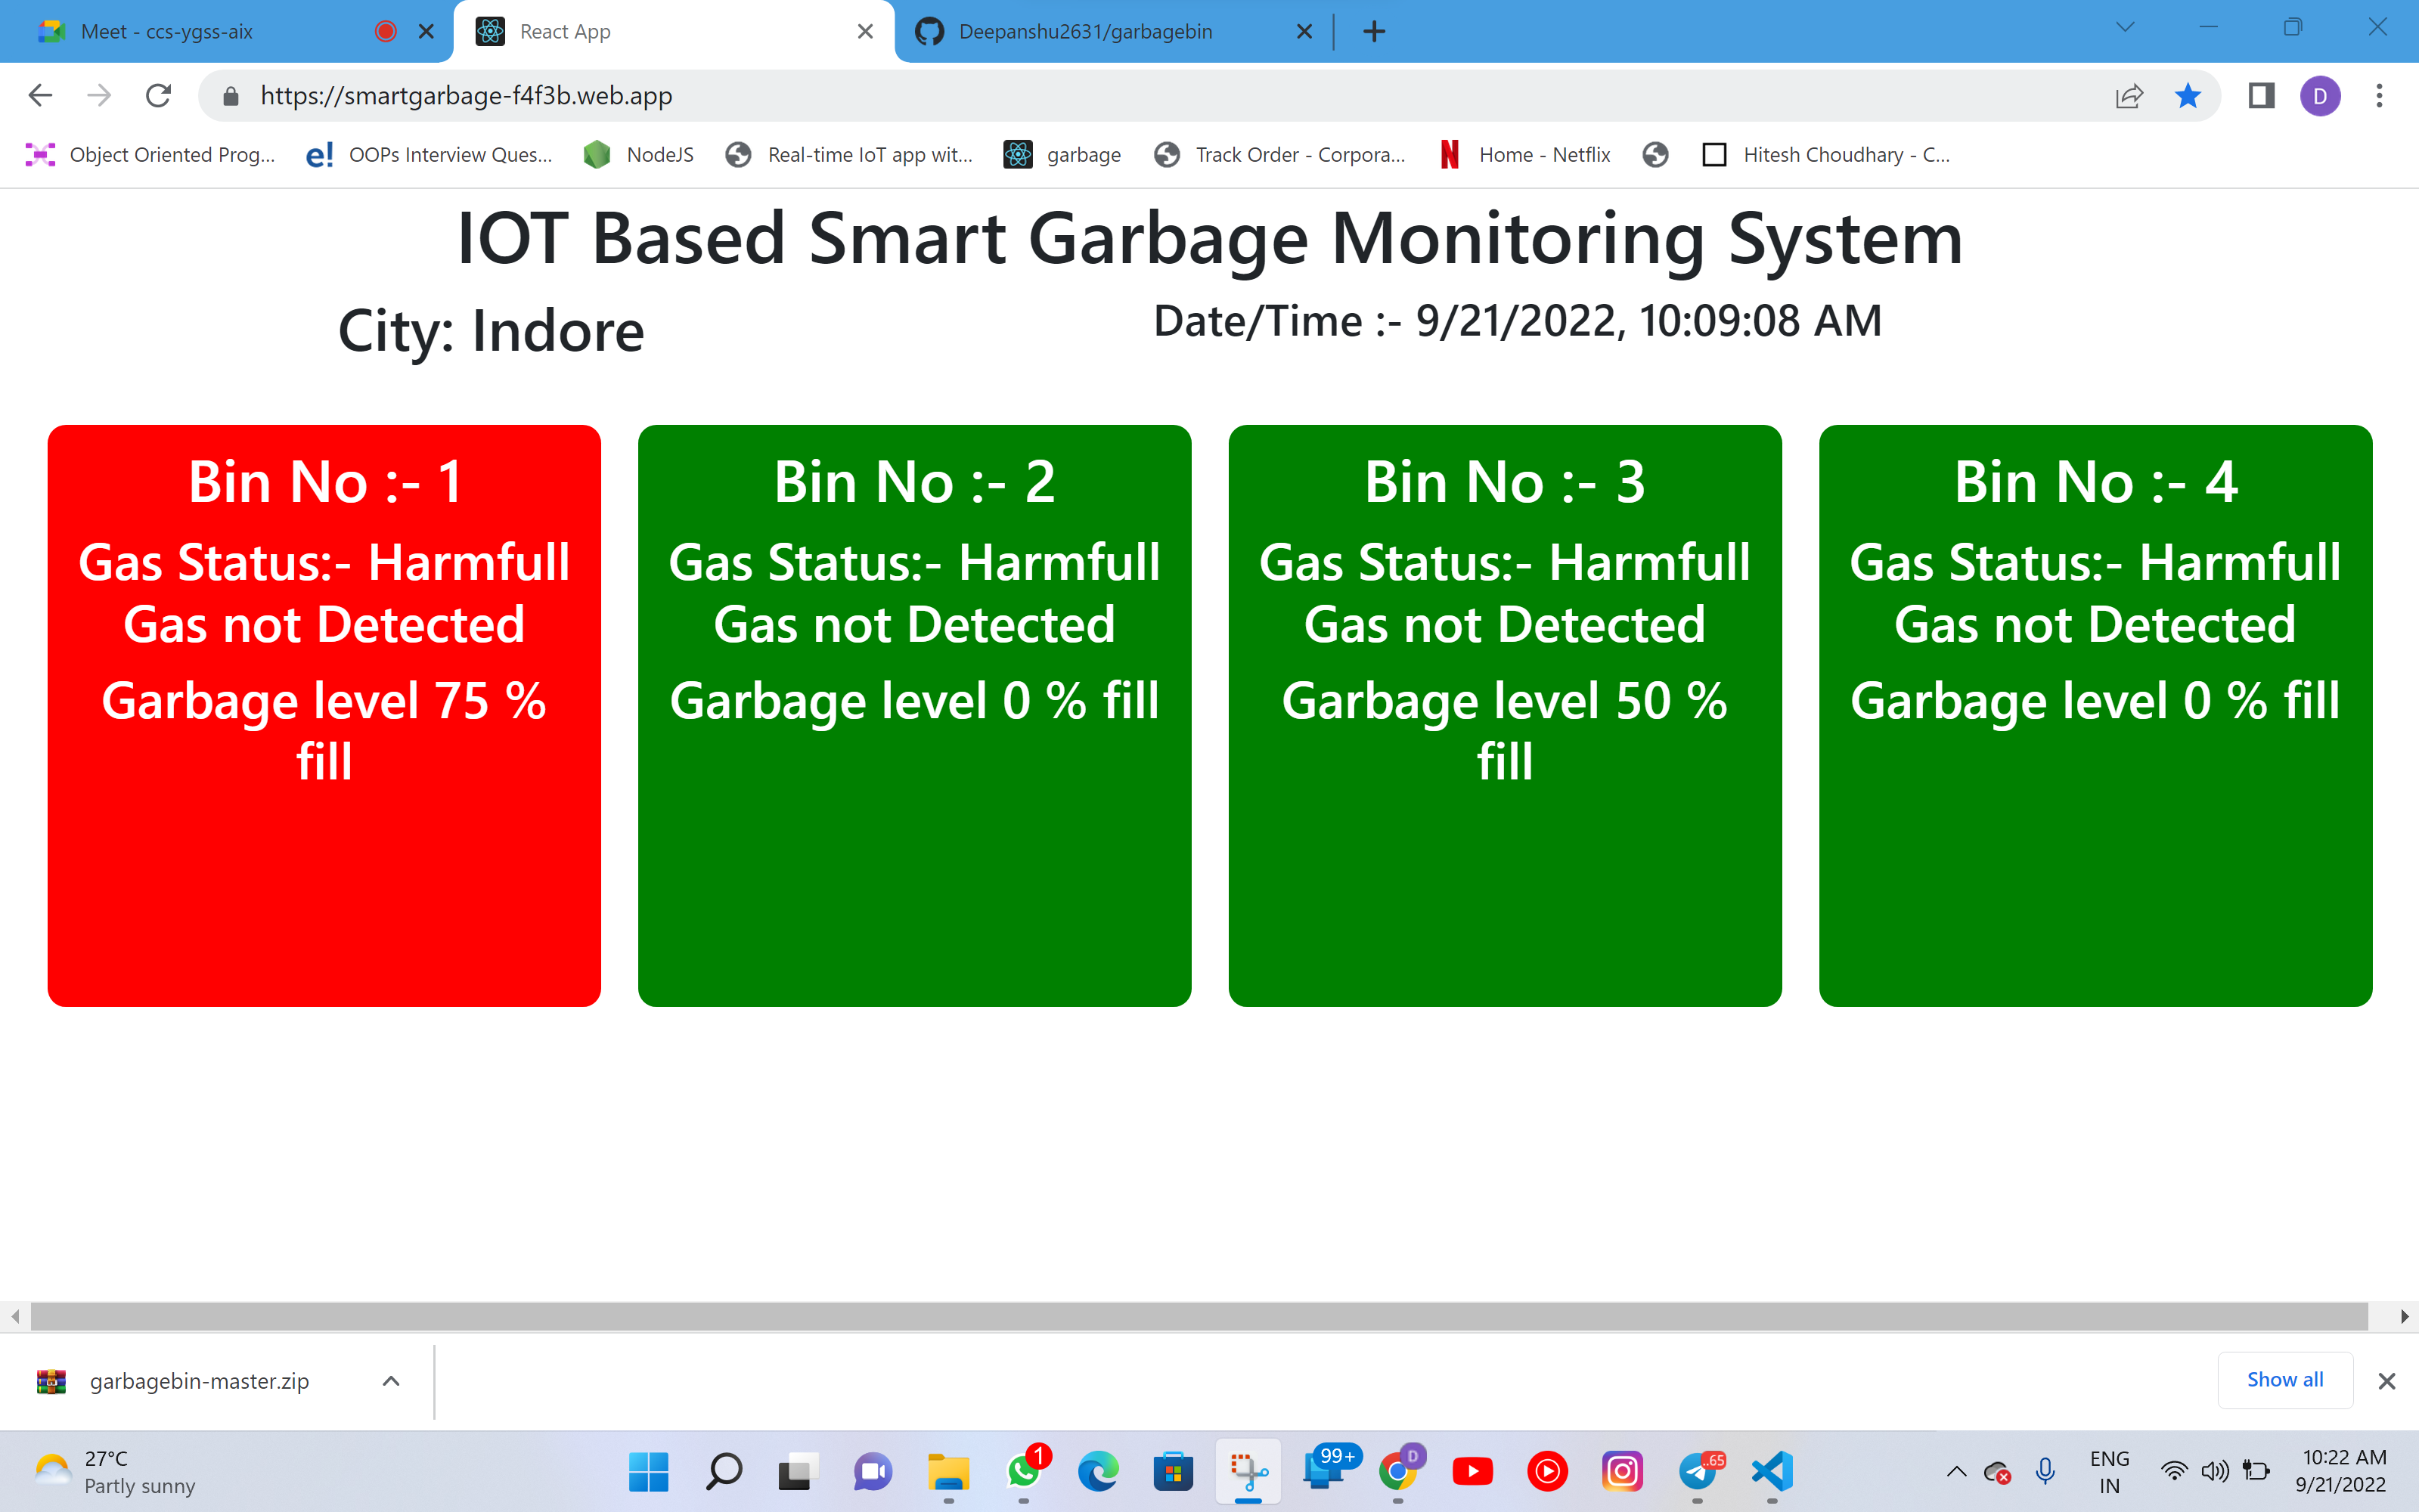 Meet - ccs-ygss-aix
React App
Deepanshu2631/garbagebin
https://smartgarbage-f4f3b.web.app
D
Object Oriented Prog...
e! OOPs Interview Ques...
NodeJS
Real-time IoT app wit...
garbage
Track Order - Corpora...
Home - Netflix
Hitesh Choudhary - C...
IOT Based Smart Garbage Monitoring System
City: Indore
Date/Time :- 9/21/2022, 10:09:08 AM
Bin No :- 1
Gas Status:- Harmfull
Gas not Detected
Garbage level 75 %
fill
Bin No :- 2
Gas Status:- Harmfull
Gas not Detected
Garbage level 0 % fill
Bin No :- 3
Gas Status:- Harmfull
Gas not Detected
Garbage level 50 %
fill
Bin No :- 4
Gas Status:- Harmfull
Gas not Detected
Garbage level 0 % fill
garbagebin-master.zip
Show all
27°C
Partly sunny
1
99+
D
..65
ENG
IN
10:22 AM
9/21/2022